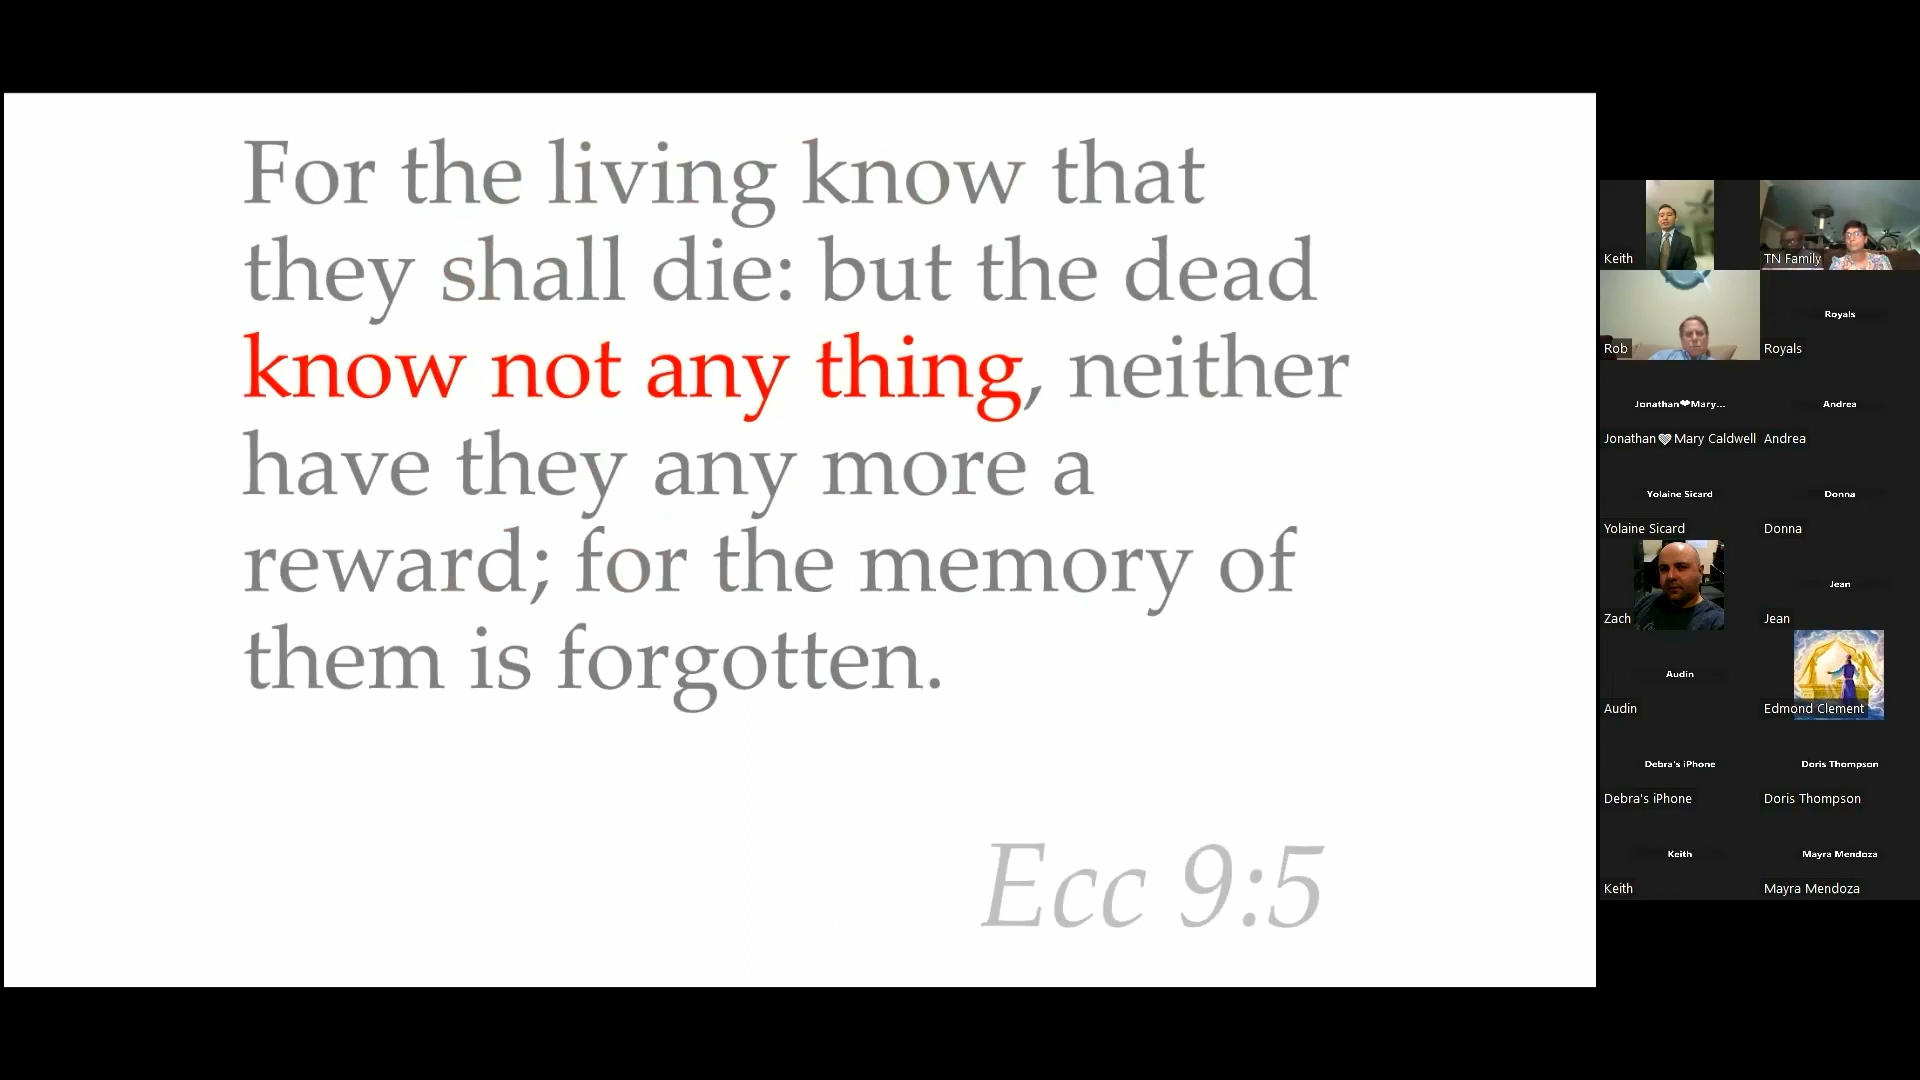 For the living know that
they shall die: but the dead
know not any thing, neither
have they any more a
reward; for the memory of
them is forgotten.
Ecc 9:5
Keith
TN Family
Rob
Royals
Royals
Jonathan❤Mary...
Jonathan🤍Mary Caldwell
Andrea
Andrea
Yolaine Sicard
Yolaine Sicard
Donna
Donna
Zach
Jean
Jean
Audin
Audin
Edmond Clement
Debra's iPhone
Debra's iPhone
Doris Thompson
Doris Thompson
Keith
Keith
Mayra Mendoza
Mayra Mendoza